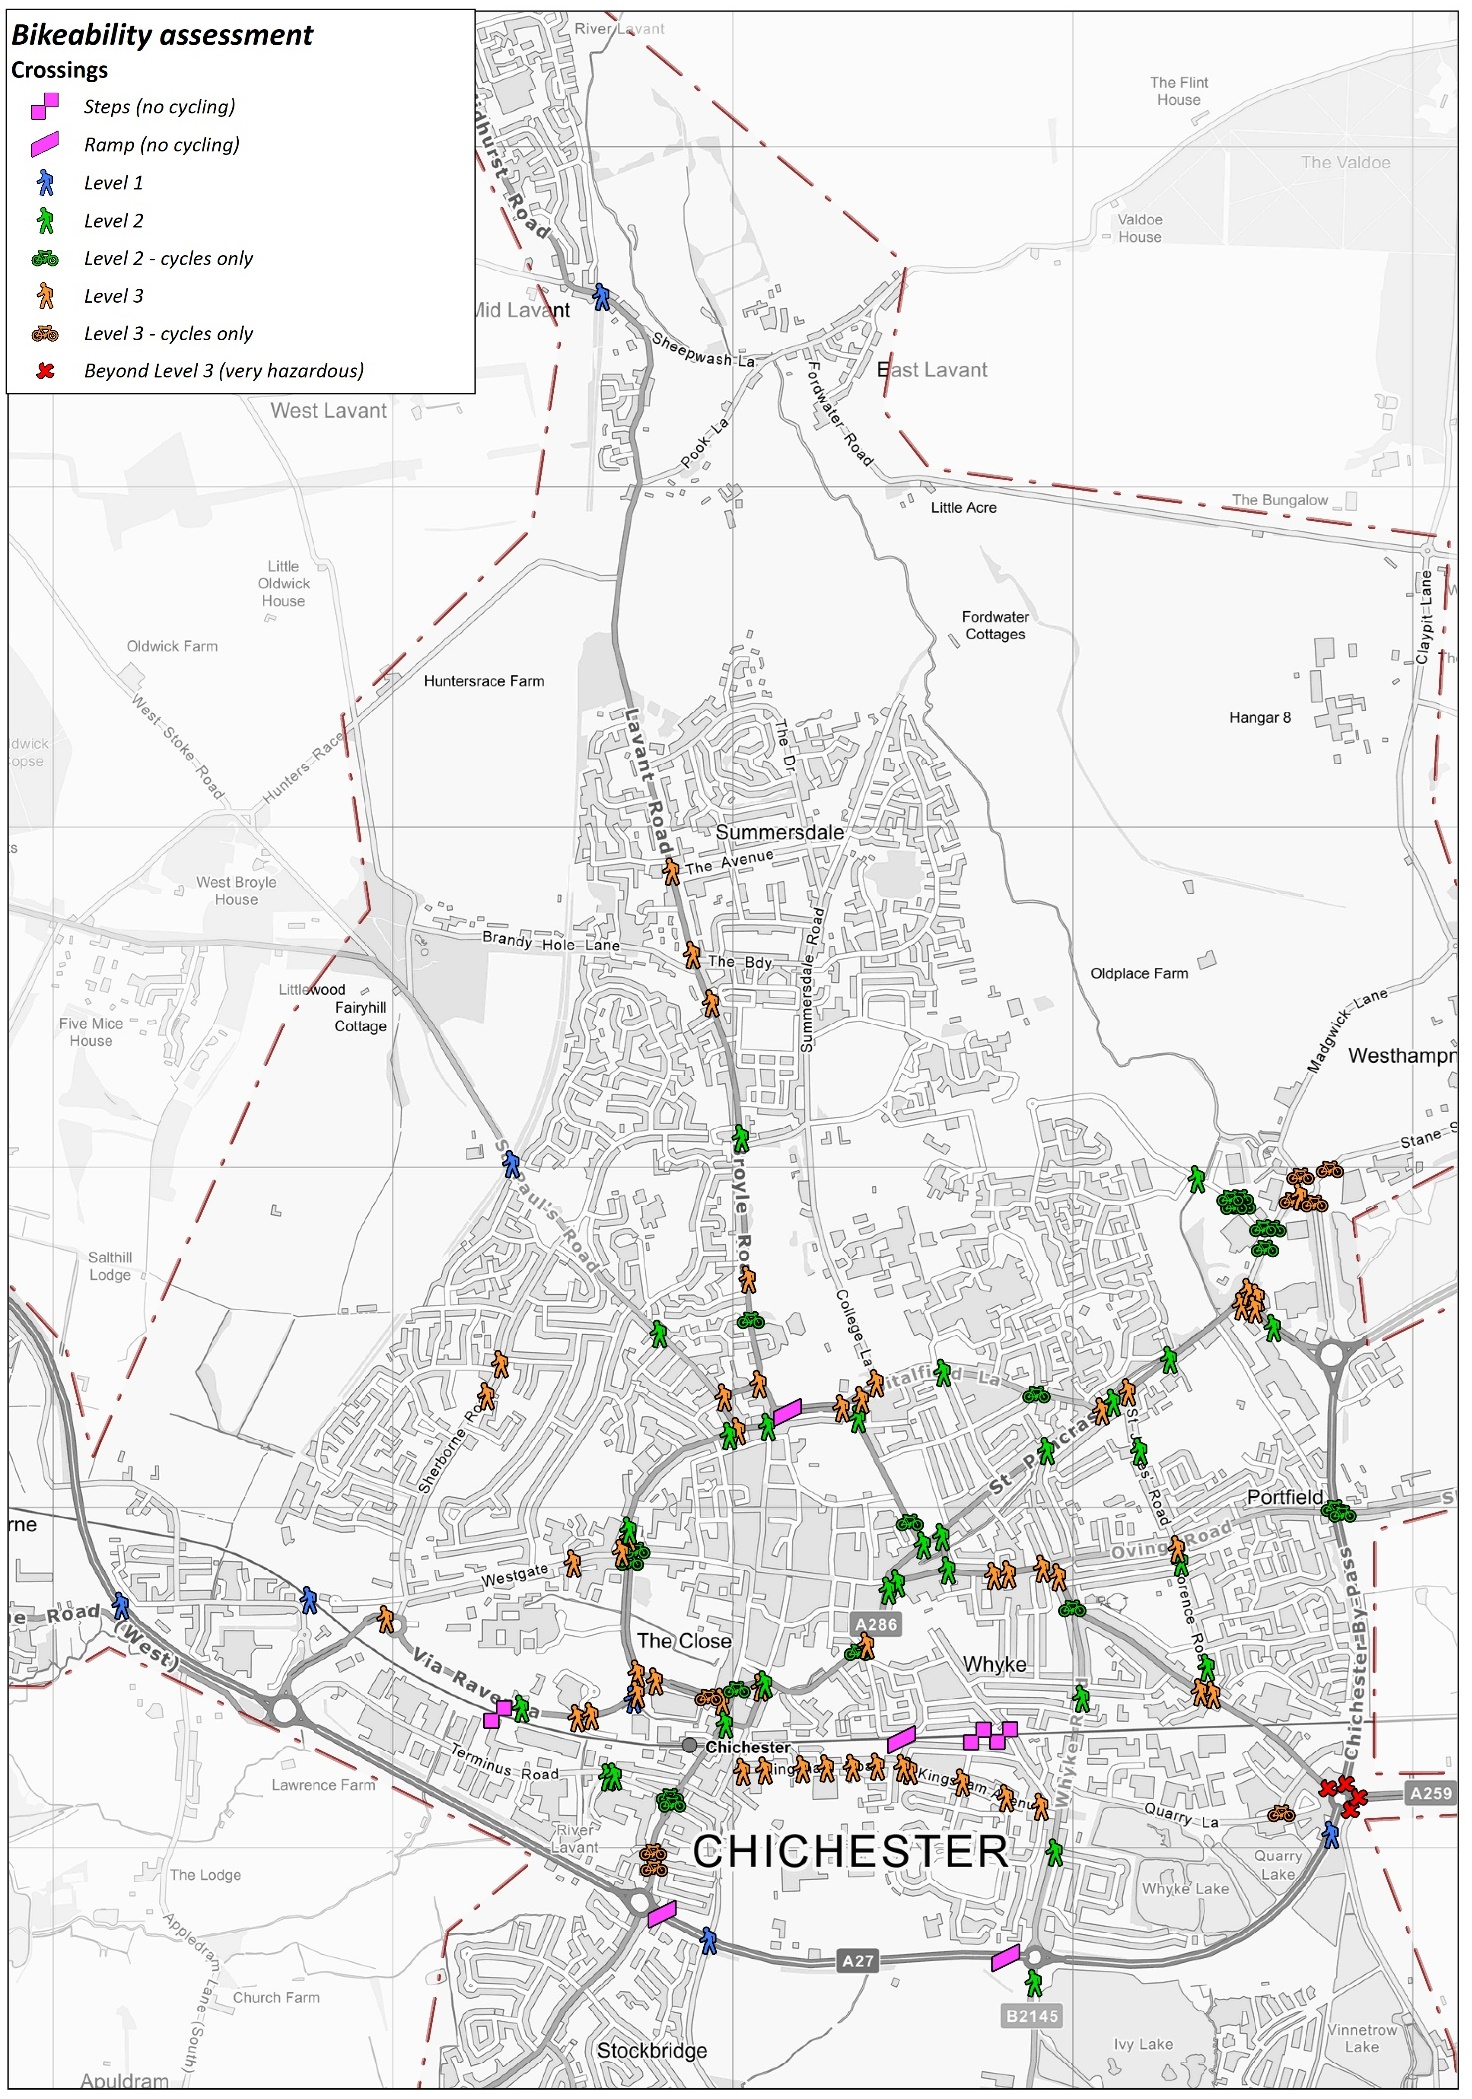 Bikeability assessment
Crossings
Steps (no cycling)
Ramp (no cycling)
Level 1
Level 2
Level 2 - cycles only
Level 3
Level 3 - cycles only
Beyond Level 3 (very hazardous)
River Lavant
The Flint
House
The Valdoe
Valdoe
House
Road
Mid Lavant
Sheepwash La
East Lavant
Fordwater Road
West Lavant
Pook La
The Bungalow
Little Acre
Little
Oldwick
House
Claypit Lane
Fordwater
Cottages
Oldwick Farm
Huntersrace Farm
West Stoke Road
Hunters Race
Hangar 8
Lavant Road
The Dr
Summersdale
The Avenue
West Broyle
House
Summersdale Road
Brandy Hole Lane
The Bdy
Oldplace Farm
Littlewood
Fairyhill
Cottage
Five Mice
House
Madgwick Lane
Westhampn
Stane S
Paul's Road
Salthill
Lodge
College La
Sherborne Ro
St Pancras
Portfield
rne
Oving Road
Westgate
ne Road
(West)
A286
The Close
Whyke
Via Rave
a
Chichester By-pass
Chichester
Terminus Road
Lawrence Farm
Kingsham Avenu
Whyke R
Quarry La
A259
River
Lavant
CHICHESTER
Quarry
Lake
The Lodge
Whyke Lake
Appledram Lane (South)
A27
Church Farm
B2145
Stockbridge
Ivy Lake
Vinnetrow
Lake
Apuldram